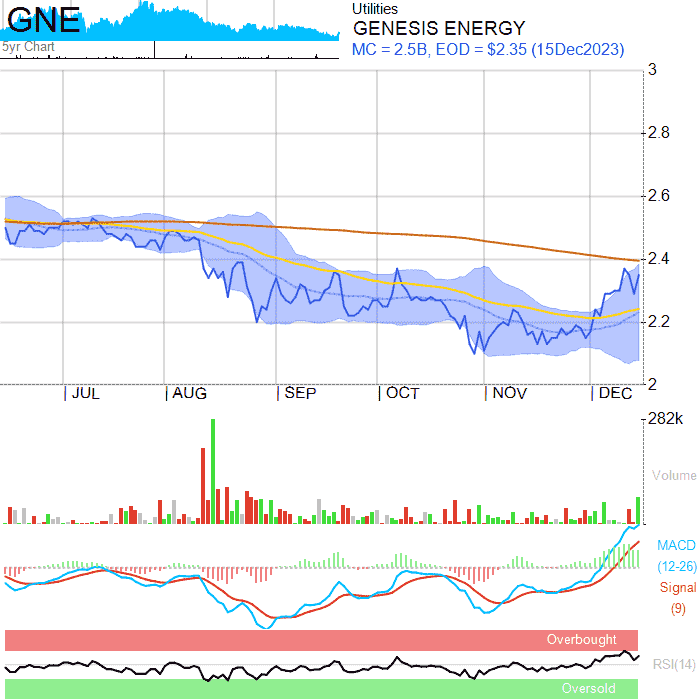 GNE
5yr Chart
Utilities
GENESIS ENERGY
MC = 2.5B, EOD = $2.35 (15Dec2023)
3
2.8
2.6
2.4
2.2
2
JUL AUG SEP OCT NOV DEC
282k
Volume
MACD
(12-26)
Signal
(9)
Overbought
RSI(14)
Oversold